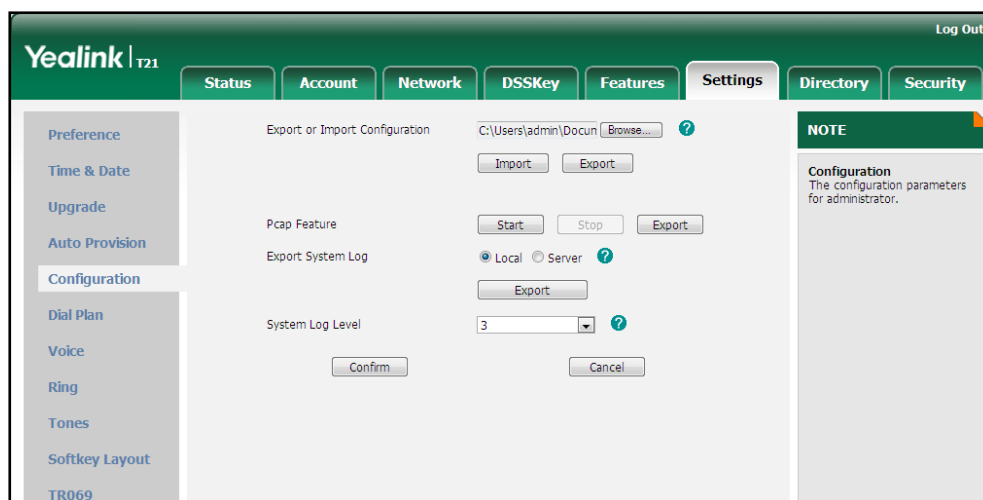 Log Out
Yealink | T21
Status Account Network DSSKey Features Settings Directory Security
Preference
Time & Date
Upgrade
Auto Provision
Configuration
Dial Plan
Voice
Ring
Tones
Softkey Layout
TR069
Export or Import Configuration C:\Users\admin\Docun Browse... ?
Import Export
Pcap Feature Start Stop Export
Export System Log Local Server ?
Export
System Log Level 3 ?
Confirm Cancel
NOTE
Configuration
The configuration parameters
for administrator.